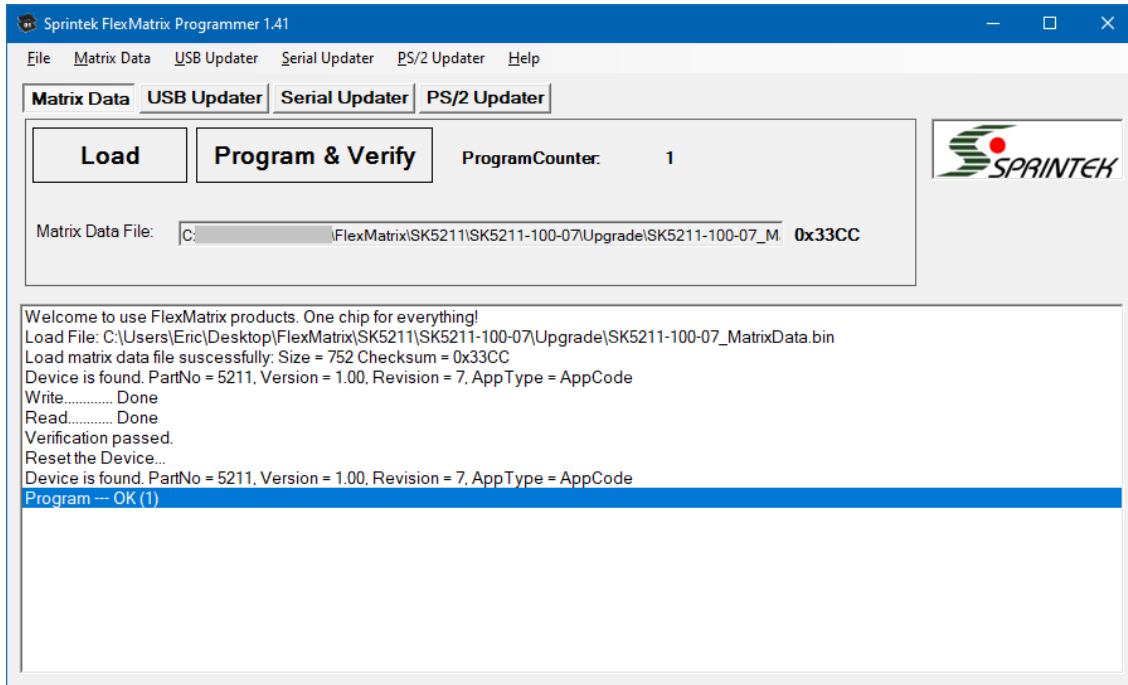 Sprintek FlexMatrix Programmer 1.41
File Matrix Data USB Updater Serial Updater PS/2 Updater Help
Matrix Data USB Updater Serial Updater PS/2 Updater
Load Program & Verify ProgramCounter: 1
SPRINTEK
Matrix Data File: C: \FlexMatrix\SK5211\SK5211-100-07\Upgrade\SK5211-100-07_M 0x33CC
Welcome to use FlexMatrix products. One chip for everything!
Load File: C:\Users\Eric\Desktop\FlexMatrix\SK5211\SK5211-100-07\Upgrade\SK5211-100-07_MatrixData.bin
Load matrix data file suscessfully: Size = 752 Checksum = 0x33CC
Device is found. PartNo = 5211, Version = 1.00, Revision = 7, AppType = AppCode
Write............. Done
Read............ Done
Verification passed.
Reset the Device...
Device is found. PartNo = 5211, Version = 1.00, Revision = 7, AppType = AppCode
Program --- OK (1)